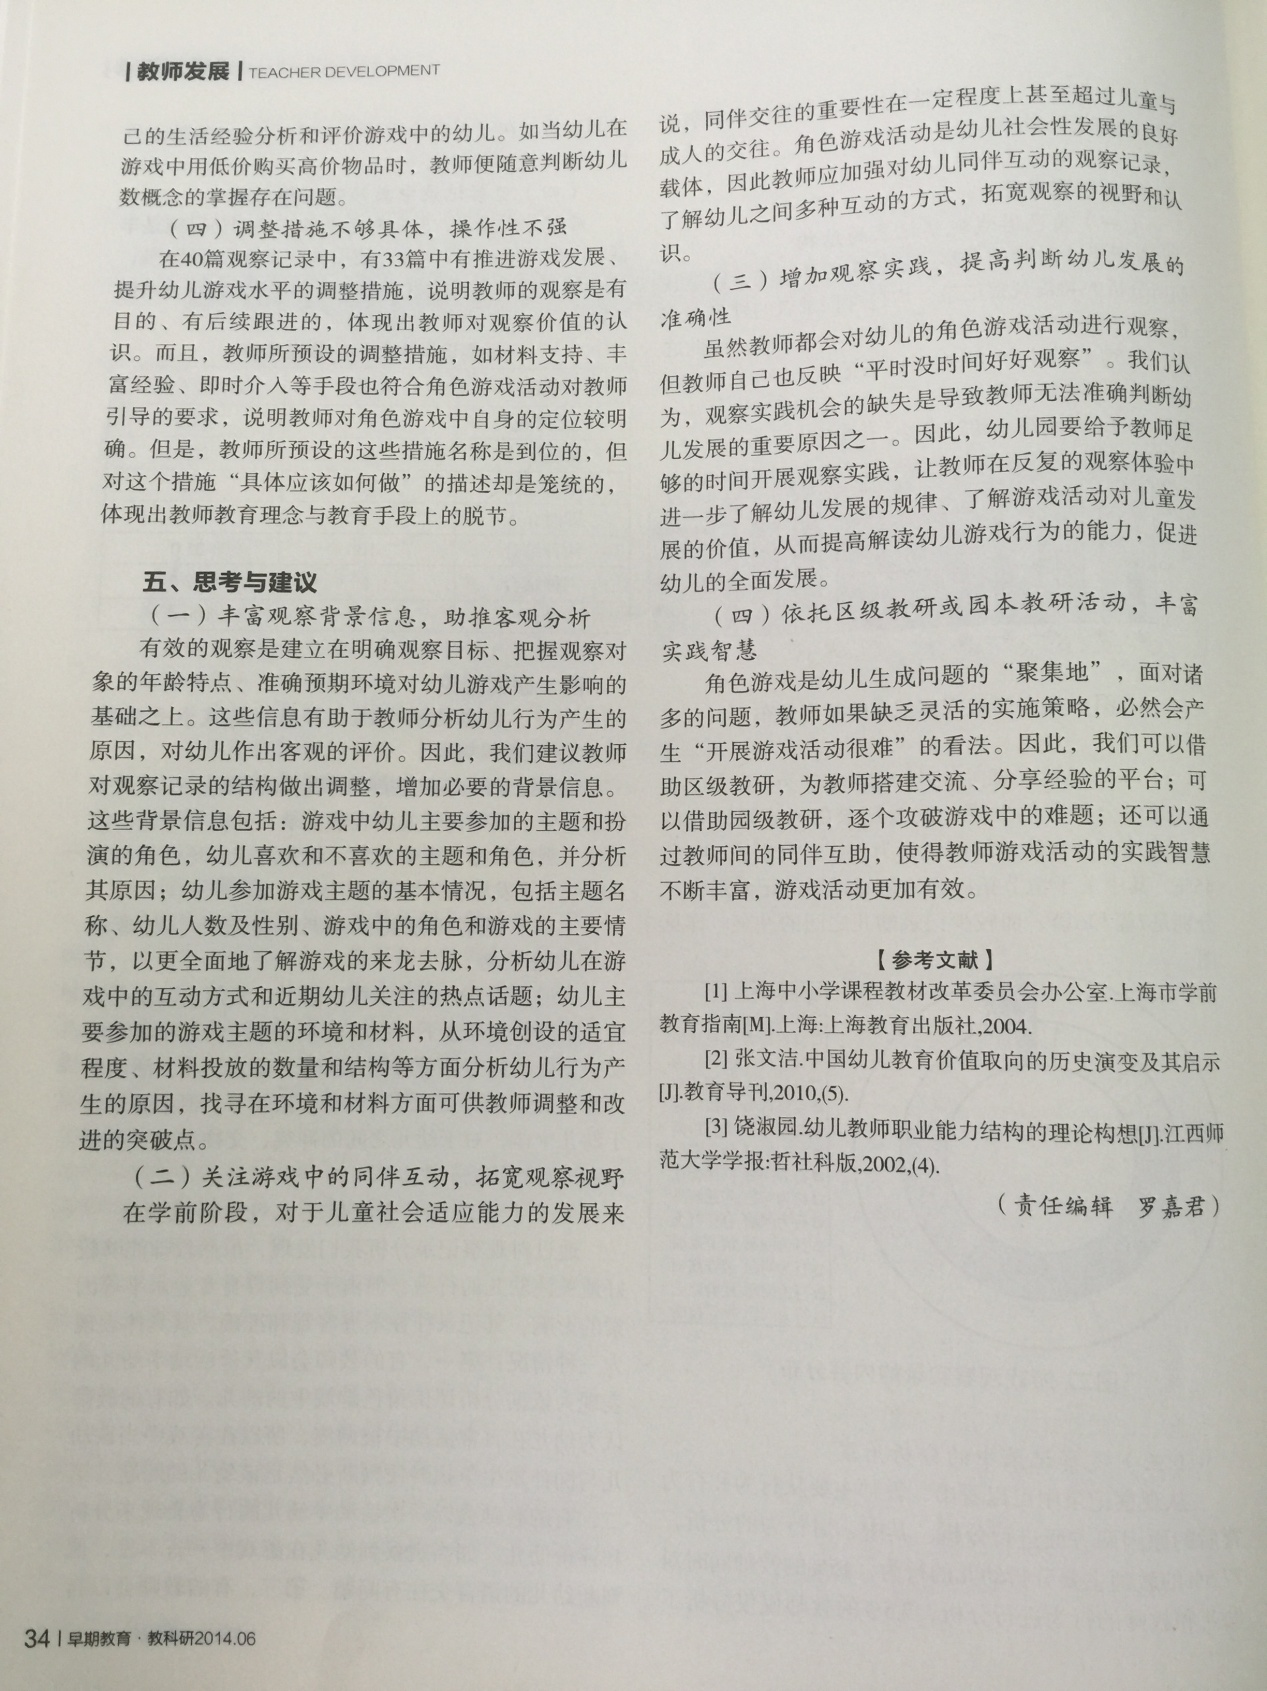 教师发展 TEACHER DEVELOPMENT
己的生活经验分析和评价游戏中的幼儿。如当幼儿在
游戏中用低价购买高价物品时，教师便随意判断幼儿
数概念的掌握存在问题。
（四）调整措施不够具体，操作性不强
在40篇观察记录中，有33篇中有推进游戏发展、
提升幼儿游戏水平的调整措施，说明教师的观察是有
目的、有后续跟进的，体现出教师对观察价值的认
识。而且，教师所预设的调整措施，如材料支持、丰
富经验、即时介入等手段也符合角色游戏活动对教师
引导的要求，说明教师对角色游戏中自身的定位较明
确。但是，教师所预设的这些措施名称是到位的，但
对这个措施“具体应该如何做”的描述却是笼统的，
体现出教师教育理念与教育手段上的脱节。
五、思考与建议
（一）丰富观察背景信息，助推客观分析
有效的观察是建立在明确观察目标、把握观察对
象的年龄特点、准确预期环境对幼儿游戏产生影响的
基础之上。这些信息有助于教师分析幼儿行为产生的
原因，对幼儿作出客观的评价。因此，我们建议教师
对观察记录的结构做出调整，增加必要的背景信息。
这些背景信息包括：游戏中幼儿主要参加的主题和扮
演的角色，幼儿喜欢和不喜欢的主题和角色，并分析
其原因；幼儿参加游戏主题的基本情况，包括主题名
称、幼儿人数及性别、游戏中的角色和游戏的主要情
节，以更全面地了解游戏的来龙去脉，分析幼儿在游
戏中的互动方式和近期幼儿关注的热点话题；幼儿主
要参加的游戏主题的环境和材料，从环境创设的适宜
程度、材料投放的数量和结构等方面分析幼儿行为产
生的原因，找寻在环境和材料方面可供教师调整和改
进的突破点。
（二）关注游戏中的同伴互动，拓宽观察视野
在学前阶段，对于儿童社会适应能力的发展来
说，同伴交往的重要性在一定程度上甚至超过儿童与
成人的交往。角色游戏活动是幼儿社会性发展的良好
载体，因此教师应加强对幼儿同伴互动的观察记录，
了解幼儿之间多种互动的方式，拓宽观察的视野和认
识。
（三）增加观察实践，提高判断幼儿发展的
准确性
虽然教师都会对幼儿的角色游戏活动进行观察，
但教师自己也反映“平时没时间好好观察”。我们认
为，观察实践机会的缺失是导致教师无法准确判断幼
儿发展的重要原因之一。因此，幼儿园要给予教师足
够的时间开展观察实践，让教师在反复的观察体验中
进一步了解幼儿发展的规律、了解游戏活动对儿童发
展的价值，从而提高解读幼儿游戏行为的能力，促进
幼儿的全面发展。
（四）依托区级教研或园本教研活动，丰富
实践智慧
角色游戏是幼儿生成问题的“聚集地”，面对诸
多的问题，教师如果缺乏灵活的实施策略，必然会产
生“开展游戏活动很难”的看法。因此，我们可以借
助区级教研，为教师搭建交流、分享经验的平台；可
以借助园级教研，逐个攻破游戏中的难题；还可以通
过教师间的同伴互助，使得教师游戏活动的实践智慧
不断丰富，游戏活动更加有效。
【参考文献】
[1] 上海中小学课程教材改革委员会办公室.上海市学前
教育指南[M].上海:上海教育出版社,2004.
[2] 张文洁.中国幼儿教育价值取向的历史演变及其启示
[J].教育导刊,2010,(5).
[3] 饶淑园.幼儿教师职业能力结构的理论构想[J].江西师
范大学学报:哲社科版,2002,(4).
（责任编辑 罗嘉君）
34 | 早期教育·教科研2014.06